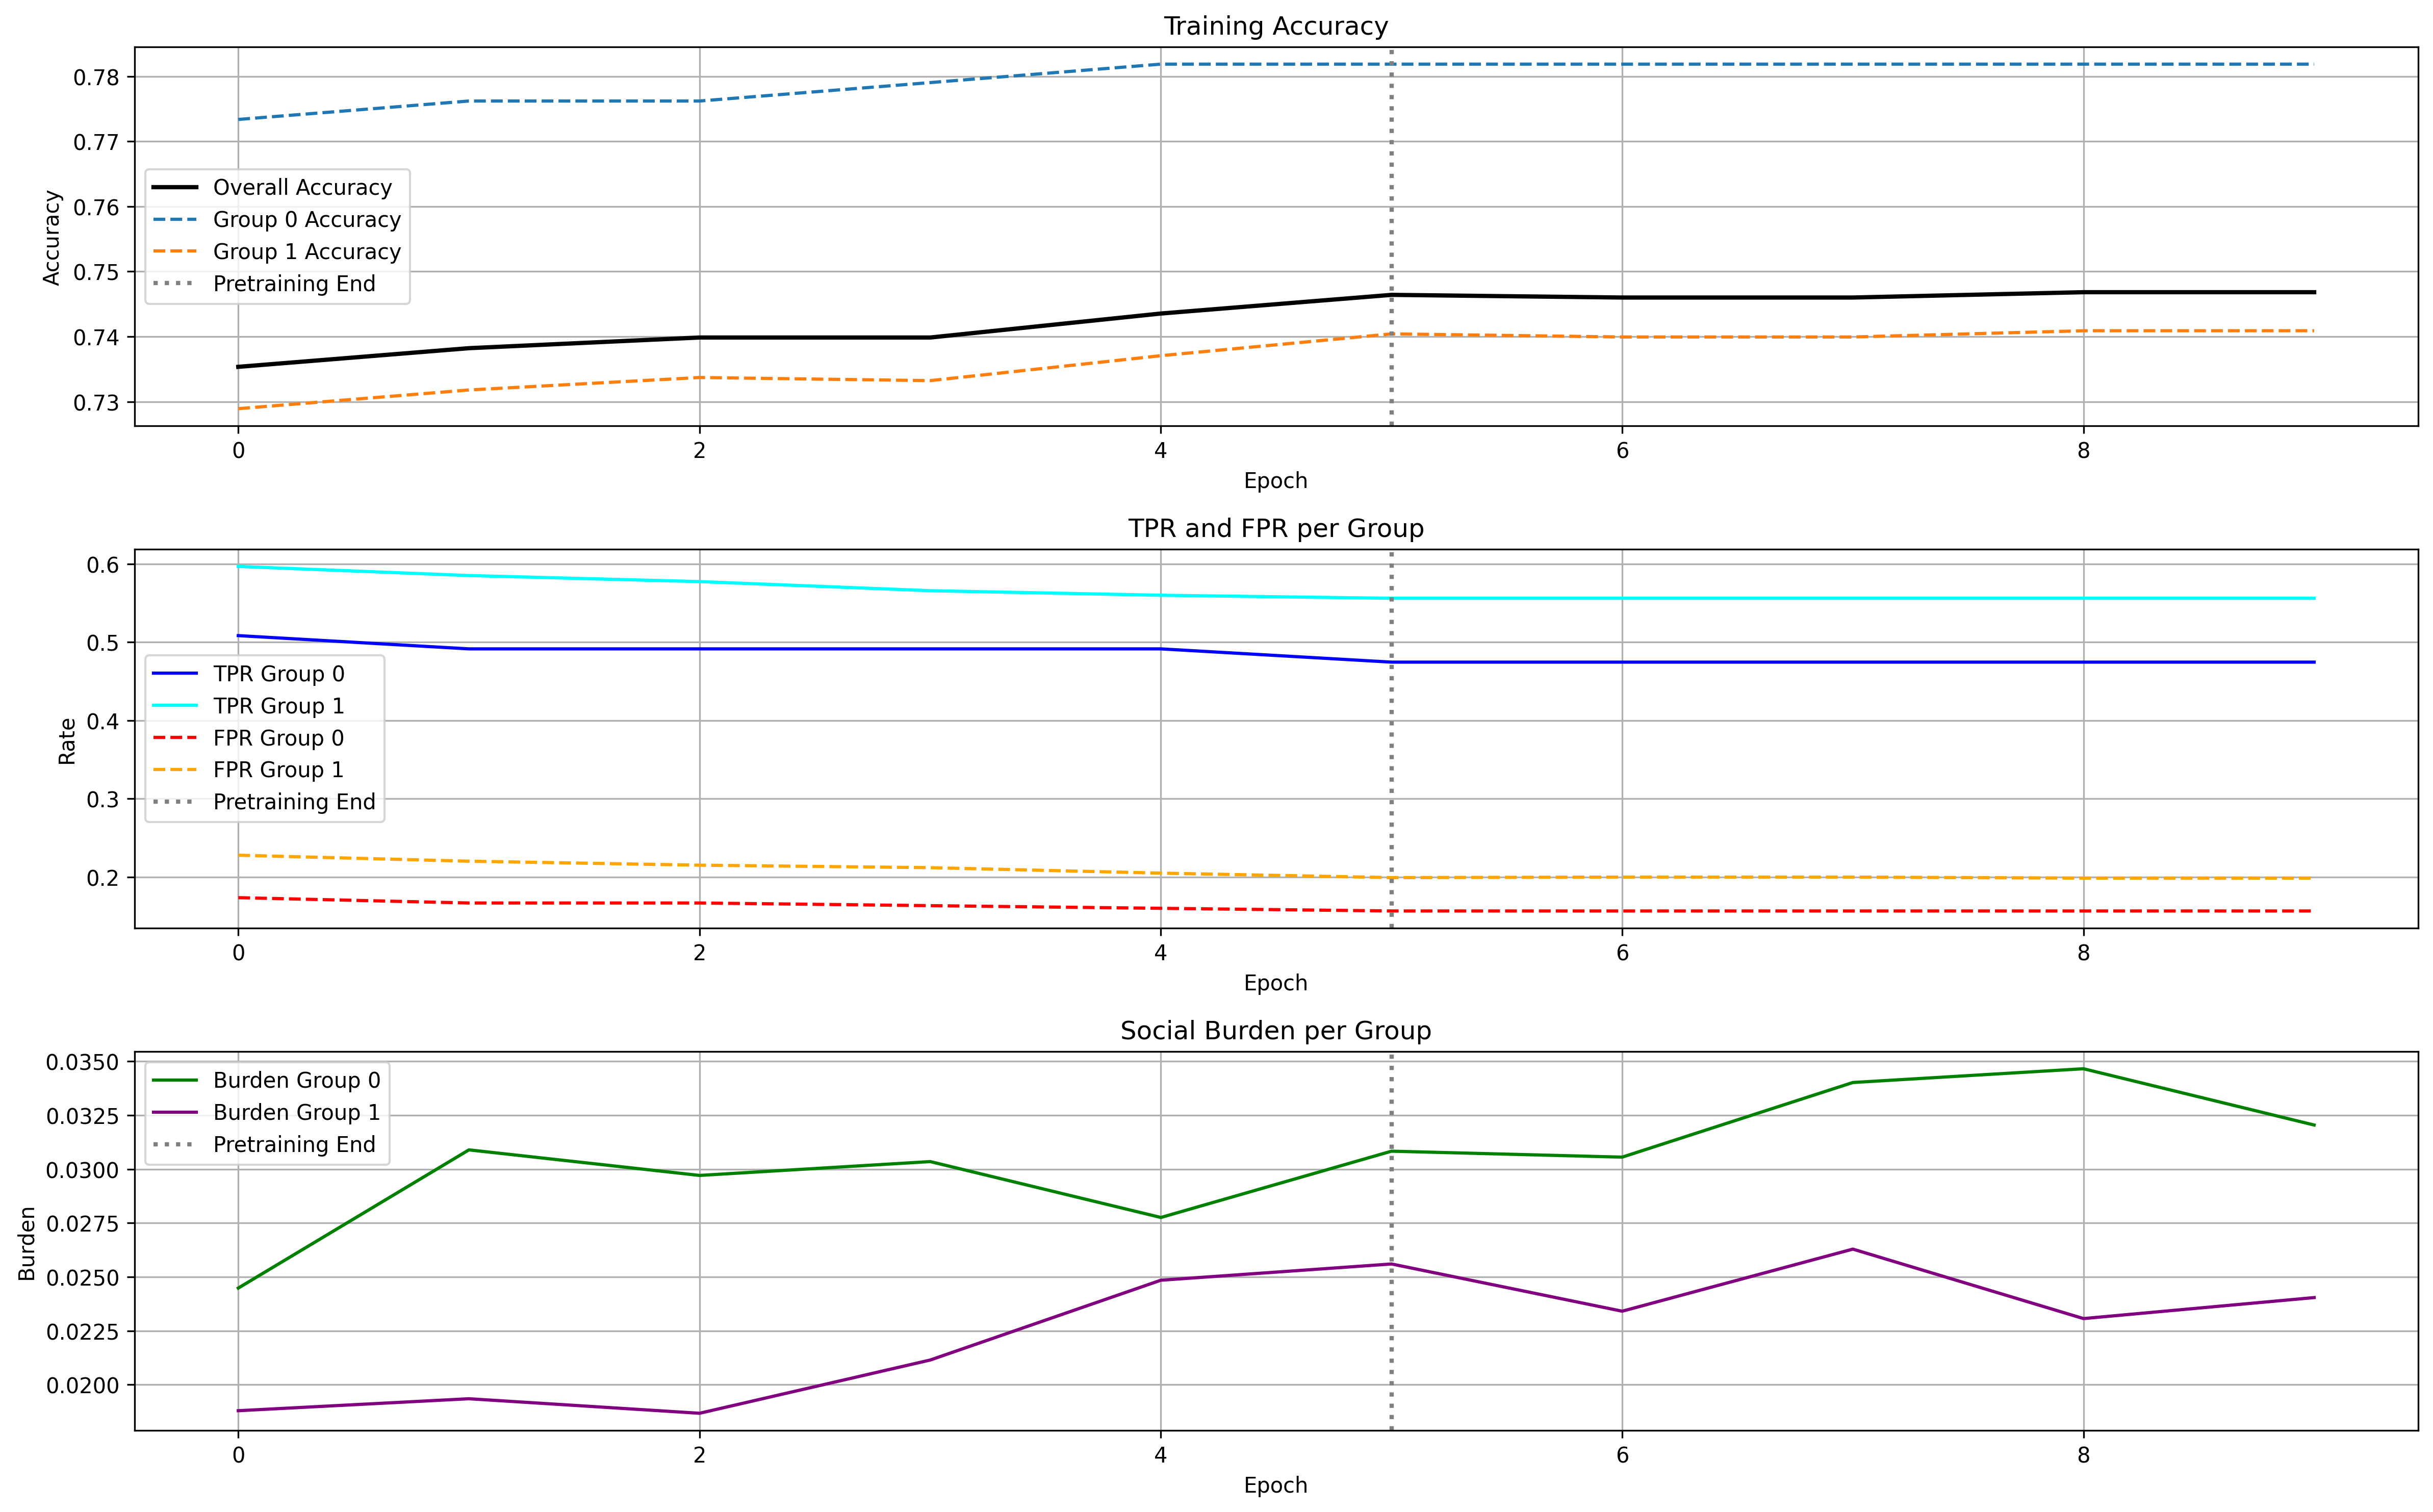 Training Accuracy
0.78
0.77
0.76
0.75
0.74
0.73
Accuracy
Overall Accuracy
Group 0 Accuracy
Group 1 Accuracy
Pretraining End
0 2 4 6 8
Epoch
TPR and FPR per Group
0.6
0.5
0.4
0.3
0.2
Rate
TPR Group 0
TPR Group 1
FPR Group 0
FPR Group 1
Pretraining End
0 2 4 6 8
Epoch
Social Burden per Group
0.0350
0.0325
0.0300
0.0275
0.0250
0.0225
0.0200
Burden
Burden Group 0
Burden Group 1
Pretraining End
0 2 4 6 8
Epoch